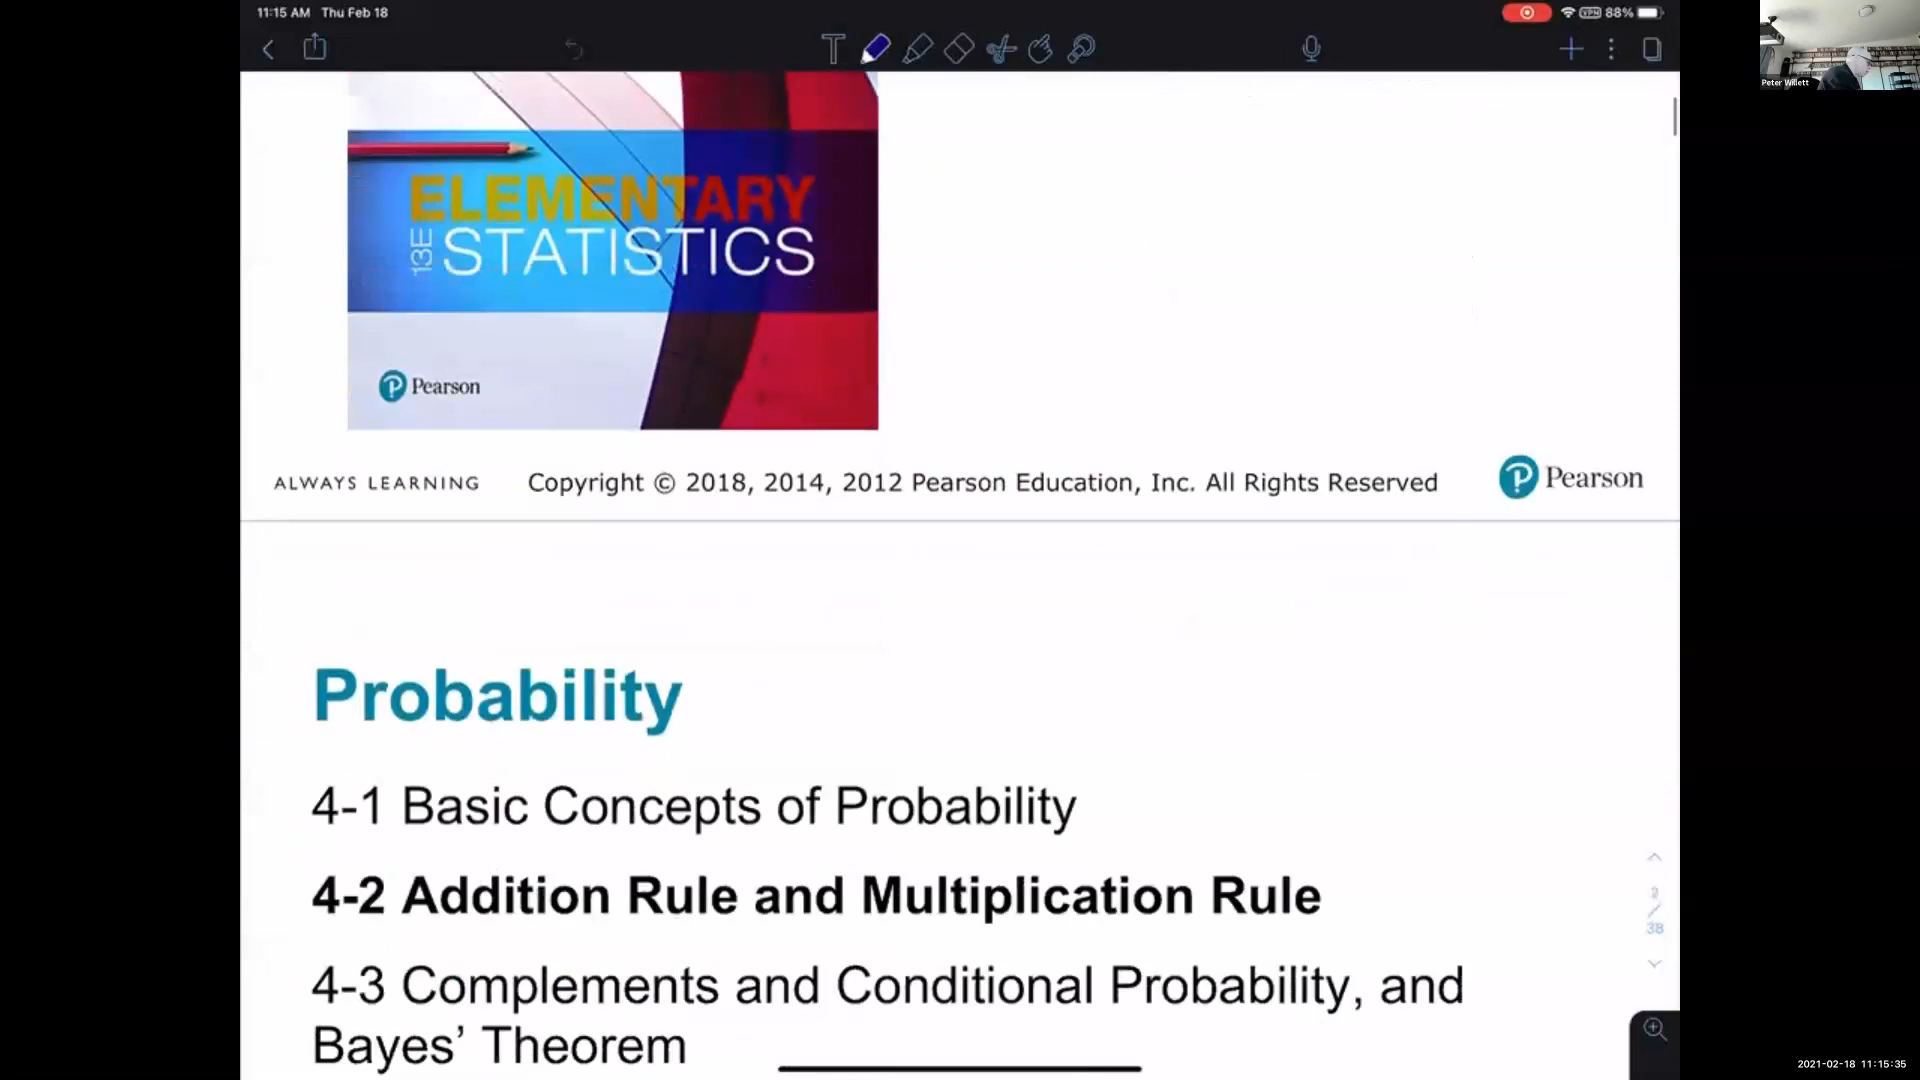 11:15 AM Thu Feb 18
VPN 88%
T
Peter Willett
ELEMENTARY
13E STATISTICS
Pearson
ALWAYS LEARNING Copyright © 2018, 2014, 2012 Pearson Education, Inc. All Rights Reserved Pearson
Probability
4-1 Basic Concepts of Probability
4-2 Addition Rule and Multiplication Rule
4-3 Complements and Conditional Probability, and
Bayes’ Theorem
2
/
38
2021-02-18 11:15:35